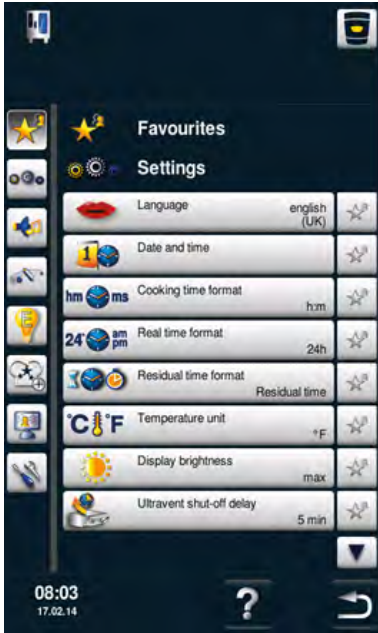 Favourites
Settings
Language
english
(UK)
1
Date and time
hm ms
Cooking time format
h:m
24° am
pm
Real time format
24h
Residual time format
Residual time
°C °F
Temperature unit
°F
Display brightness
max
Ultravent shut-off delay
5 min
08:03
17.02.14
?